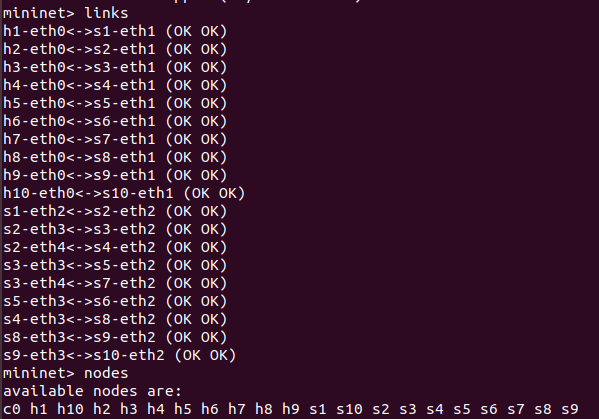 mininet> links
h1-eth0<->s1-eth1 (OK OK)
h2-eth0<->s2-eth1 (OK OK)
h3-eth0<->s3-eth1 (OK OK)
h4-eth0<->s4-eth1 (OK OK)
h5-eth0<->s5-eth1 (OK OK)
h6-eth0<->s6-eth1 (OK OK)
h7-eth0<->s7-eth1 (OK OK)
h8-eth0<->s8-eth1 (OK OK)
h9-eth0<->s9-eth1 (OK OK)
h10-eth0<->s10-eth1 (OK OK)
s1-eth2<->s2-eth2 (OK OK)
s2-eth3<->s3-eth2 (OK OK)
s2-eth4<->s4-eth2 (OK OK)
s3-eth3<->s5-eth2 (OK OK)
s3-eth4<->s7-eth2 (OK OK)
s5-eth3<->s6-eth2 (OK OK)
s4-eth3<->s8-eth2 (OK OK)
s8-eth3<->s9-eth2 (OK OK)
s9-eth3<->s10-eth2 (OK OK)
mininet> nodes
available nodes are:
c0 h1 h10 h2 h3 h4 h5 h6 h7 h8 h9 s1 s10 s2 s3 s4 s5 s6 s7 s8 s9